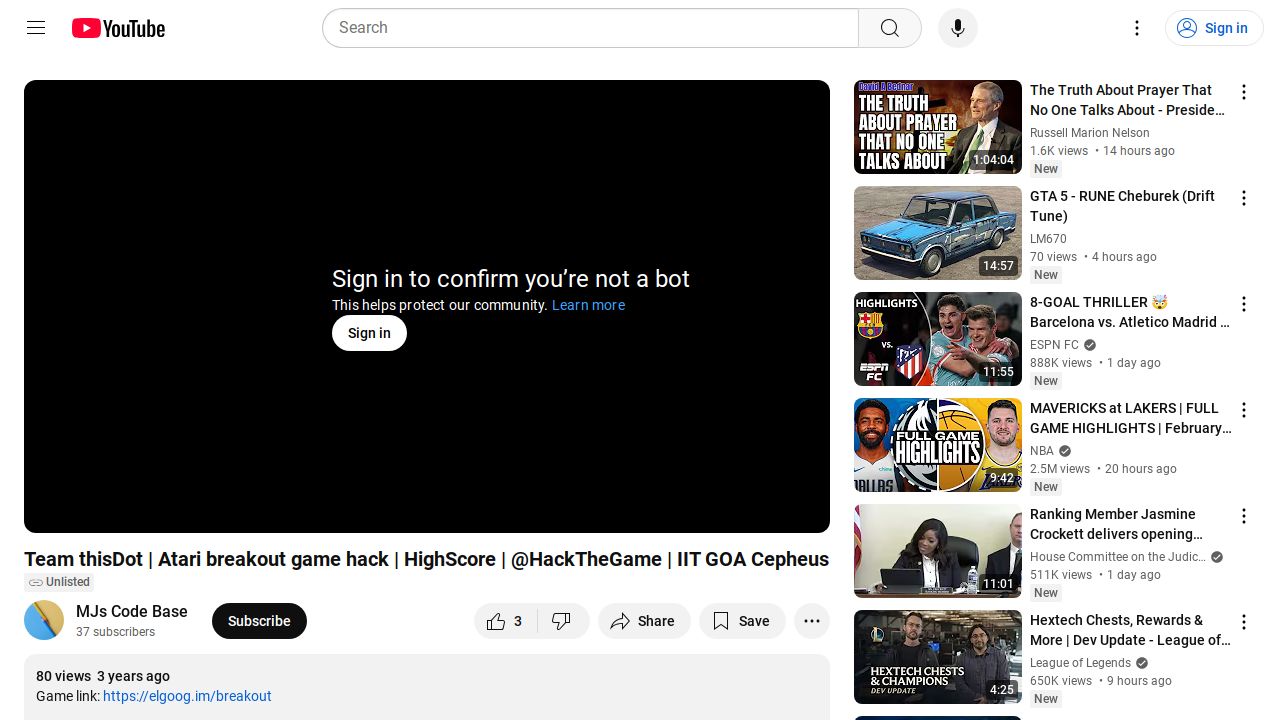 YouTube
Search
Sign in
Sign in to confirm you’re not a bot
This helps protect our community. Learn more
Sign in
Team thisDot | Atari breakout game hack | HighScore | @HackTheGame | IIT GOA Cepheus
Unlisted
MJs Code Base
37 subscribers
Subscribe
3
Share
Save
80 views 3 years ago
Game link: https://elgoog.im/breakout
David A Bednar
THE TRUTH
ABOUT PRAYER
THAT NO ONE
TALKS ABOUT
1:04:04
The Truth About Prayer That
No One Talks About - Preside…
Russell Marion Nelson
1.6K views • 14 hours ago
New
14:57
GTA 5 - RUNE Cheburek (Drift
Tune)
LM670
70 views • 4 hours ago
New
HIGHLIGHTS
VS.
ESPN
FC
11:55
8-GOAL THRILLER 🤯
Barcelona vs. Atletico Madrid …
ESPN FC
888K views • 1 day ago
New
FULL GAME
HIGHLIGHTS
9:42
MAVERICKS at LAKERS | FULL
GAME HIGHLIGHTS | February…
NBA
2.5M views • 20 hours ago
New
11:01
Ranking Member Jasmine
Crockett delivers opening…
House Committee on the Judic…
511K views • 1 day ago
New
HEXTECH CHESTS
& CHAMPIONS
DEV UPDATE
4:25
Hextech Chests, Rewards &
More | Dev Update - League of…
League of Legends
650K views • 9 hours ago
New